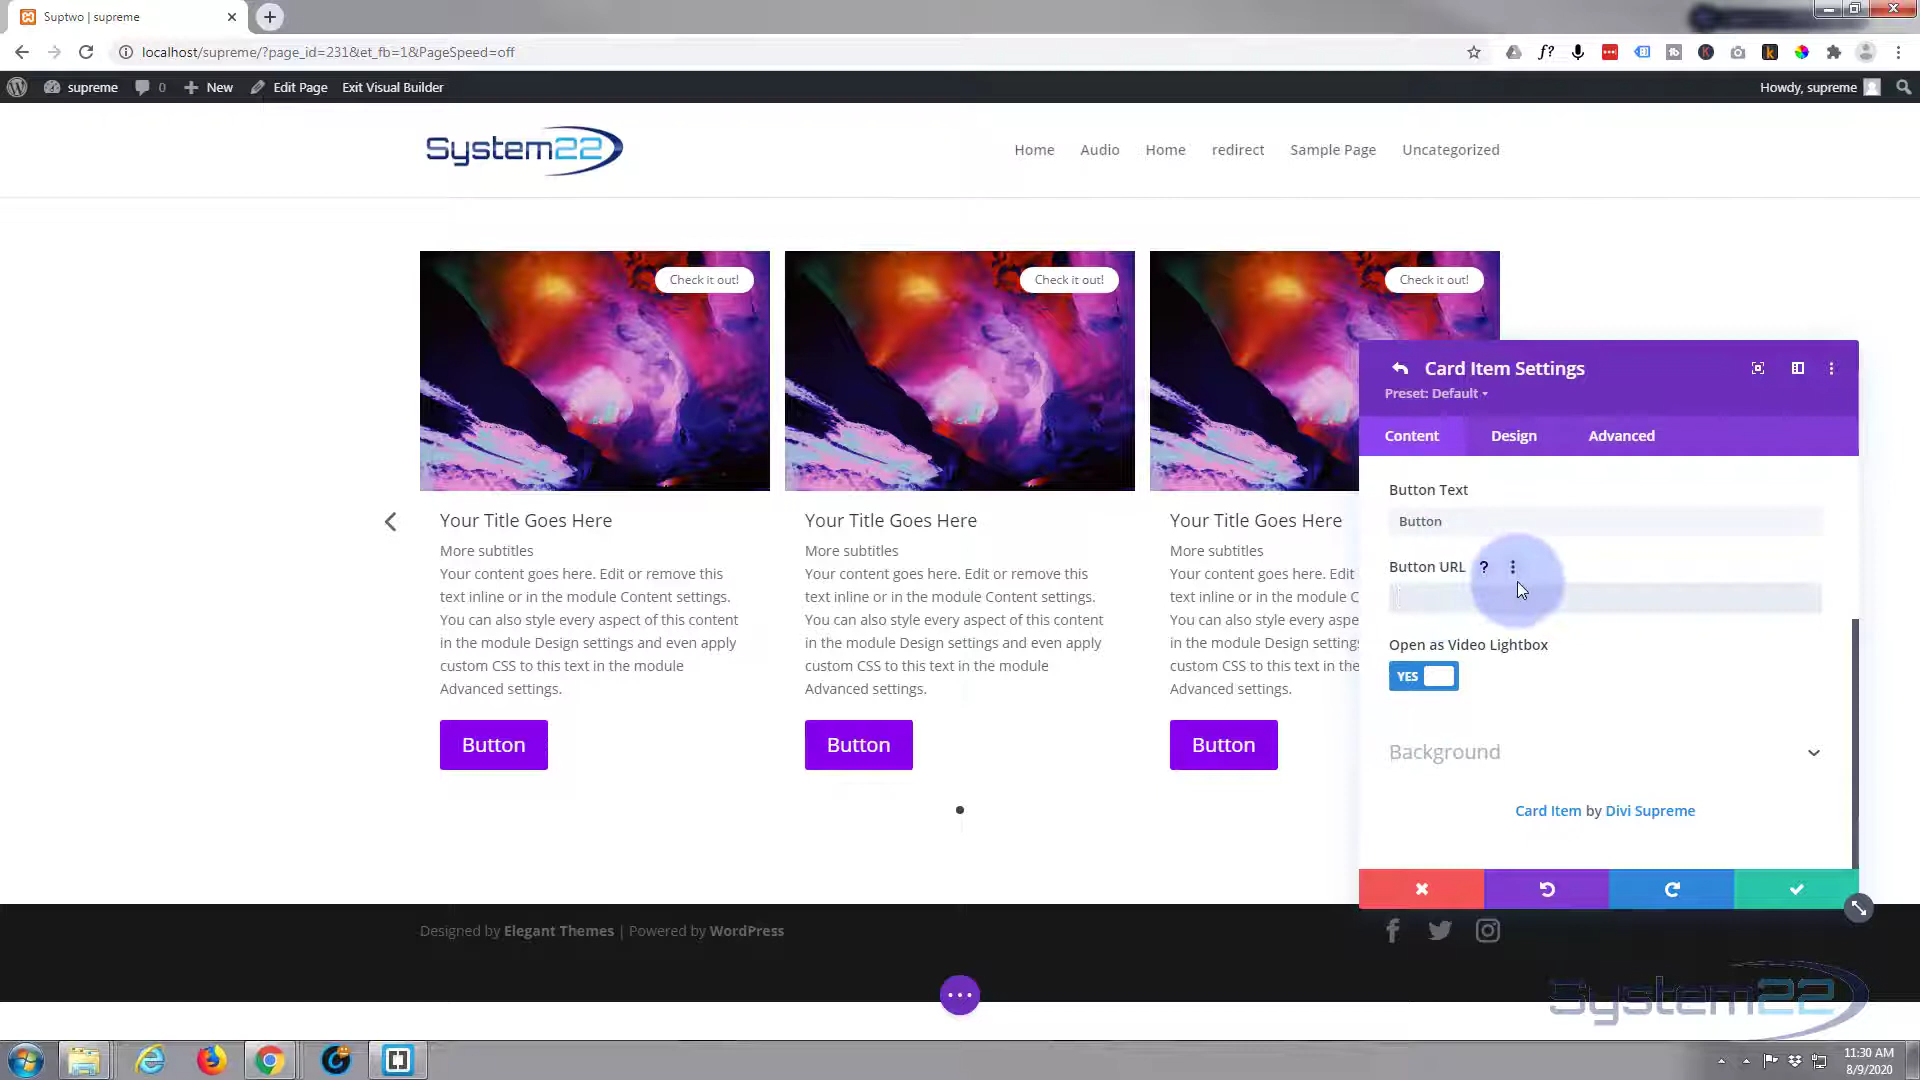 Suptwo | supreme
localhost/supreme/?page_id=231&et_fb=1&PageSpeed=off
supreme 0 New Edit Page Exit Visual Builder Howdy, supreme
System22
Home Audio Home redirect Sample Page Uncategorized
Check it out! Check it out! Check it out!
Your Title Goes Here
More subtitles
Your content goes here. Edit or remove this
text inline or in the module Content settings.
You can also style every aspect of this content
in the module Design settings and even apply
custom CSS to this text in the module
Advanced settings.
Button
Your Title Goes Here
More subtitles
Your content goes here. Edit or remove this
text inline or in the module Content settings.
You can also style every aspect of this content
in the module Design settings and even apply
custom CSS to this text in the module
Advanced settings.
Button
Your Title Goes Here
More subtitles
Your content goes here. Edit
text inline or in the module
You can also style every aspe
in the module Design settings
custom CSS to this text in the
Advanced settings.
Button
Card Item Settings
Preset: Default
Content Design Advanced
Button Text
Button
Button URL ?
Open as Video Lightbox
YES
Background
Card Item by Divi Supreme
Designed by Elegant Themes | Powered by WordPress
System22
11:30 AM
8/9/2020